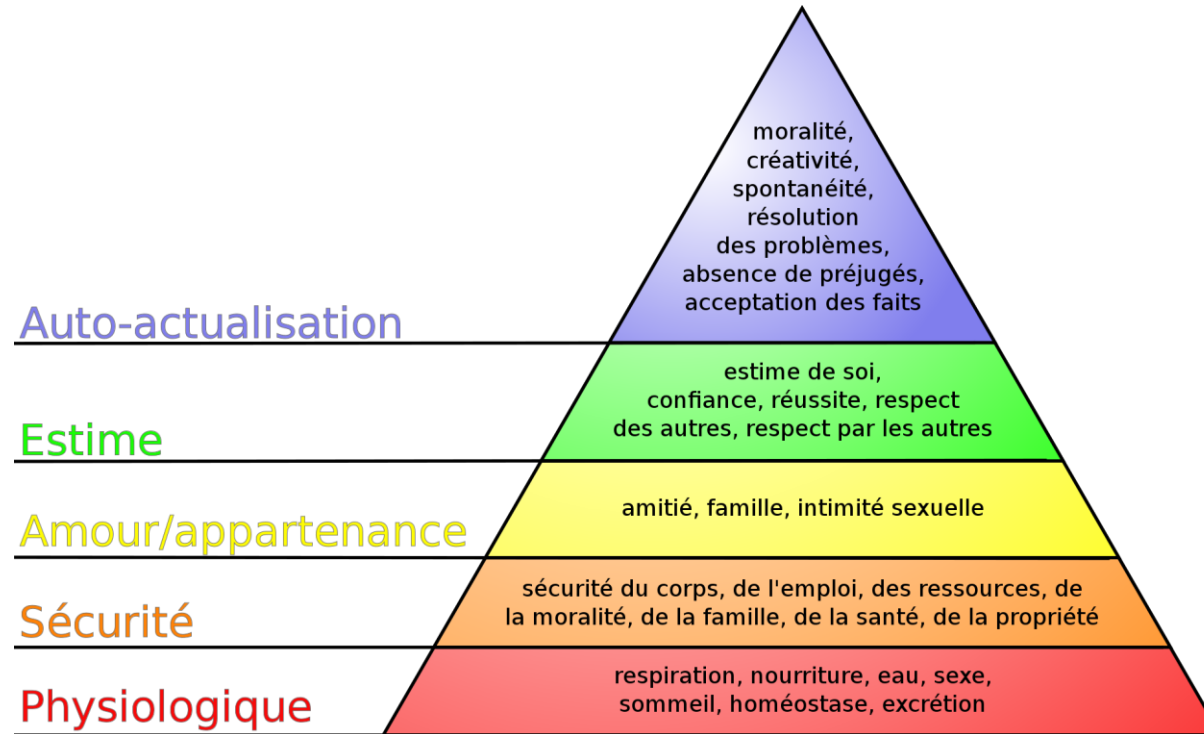 moralité,
créativité,
spontanéité,
résolution
des problèmes,
absence de préjugés,
acceptation des faits
Auto-actualisation
estime de soi,
confiance, réussite, respect
des autres, respect par les autres
Estime
amitié, famille, intimité sexuelle
Amour/appartenance
sécurité du corps, de l'emploi, des ressources, de
la moralité, de la famille, de la santé, de la propriété
Sécurité
respiration, nourriture, eau, sexe,
sommeil, homéostase, excrétion
Physiologique